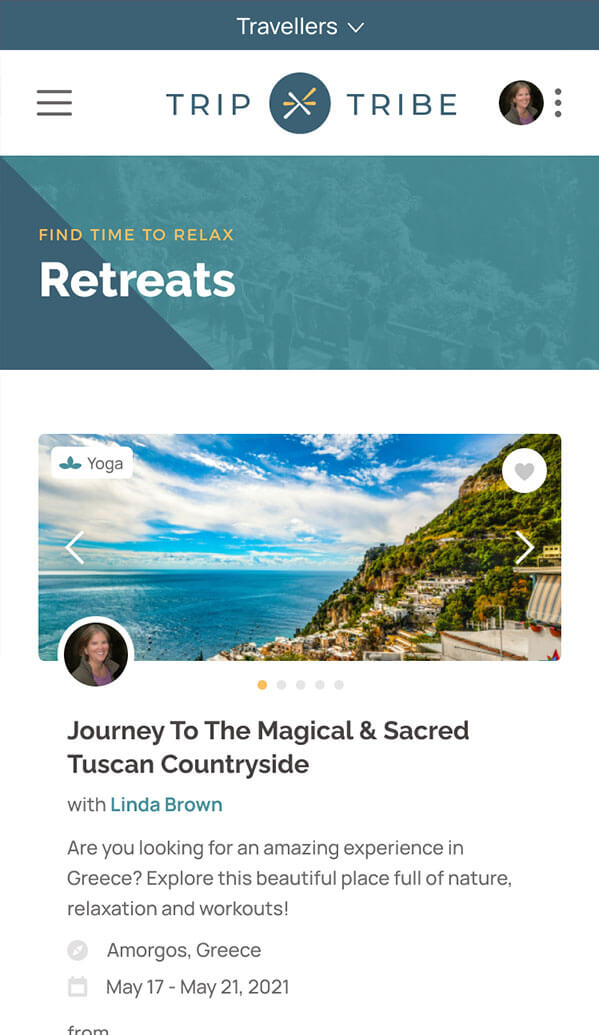 Travellers
TRIP TRIBE
FIND TIME TO RELAX
Retreats
Yoga
Journey To The Magical & Sacred
Tuscan Countryside
with Linda Brown
Are you looking for an amazing experience in
Greece? Explore this beautiful place full of nature,
relaxation and workouts!
Amorgos, Greece
May 17 - May 21, 2021
from